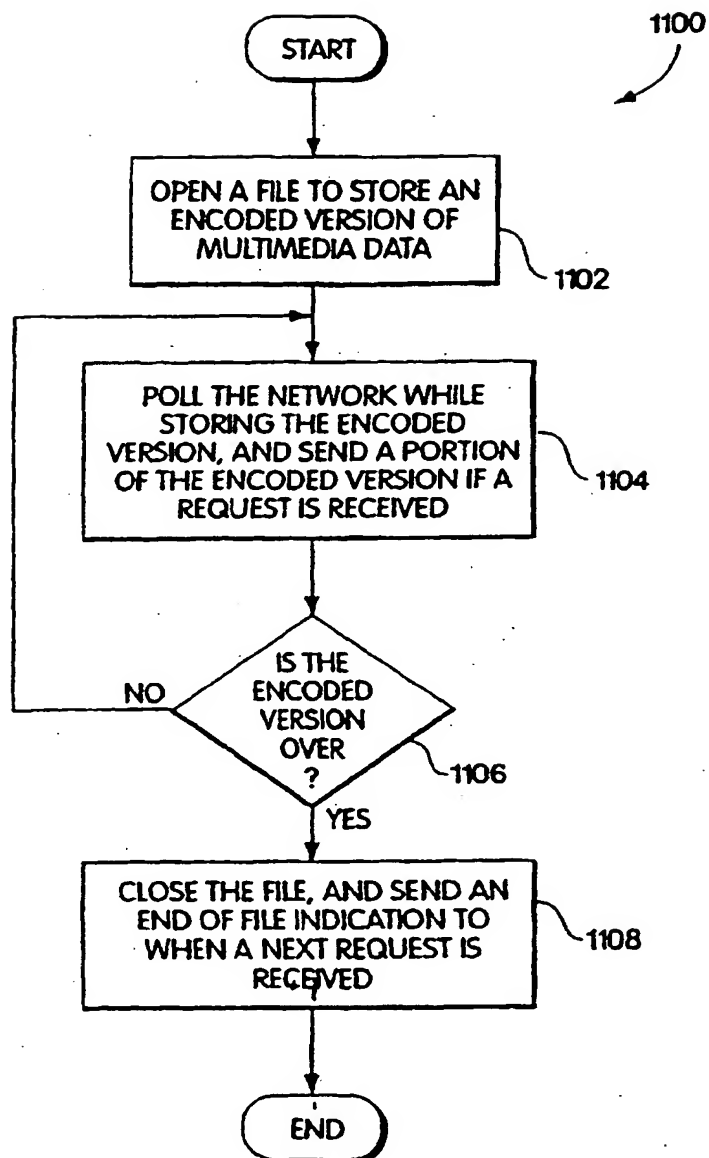 1100
START
OPEN A FILE TO STORE AN
ENCODED VERSION OF
MULTIMEDIA DATA
1102
POLL THE NETWORK WHILE
STORING THE ENCODED
VERSION, AND SEND A PORTION
OF THE ENCODED VERSION IF A
REQUEST IS RECEIVED
1104
IS THE
ENCODED
VERSION
OVER
?
1106
NO
YES
CLOSE THE FILE, AND SEND AN
END OF FILE INDICATION TO
WHEN A NEXT REQUEST IS
RECEIVED
1108
END